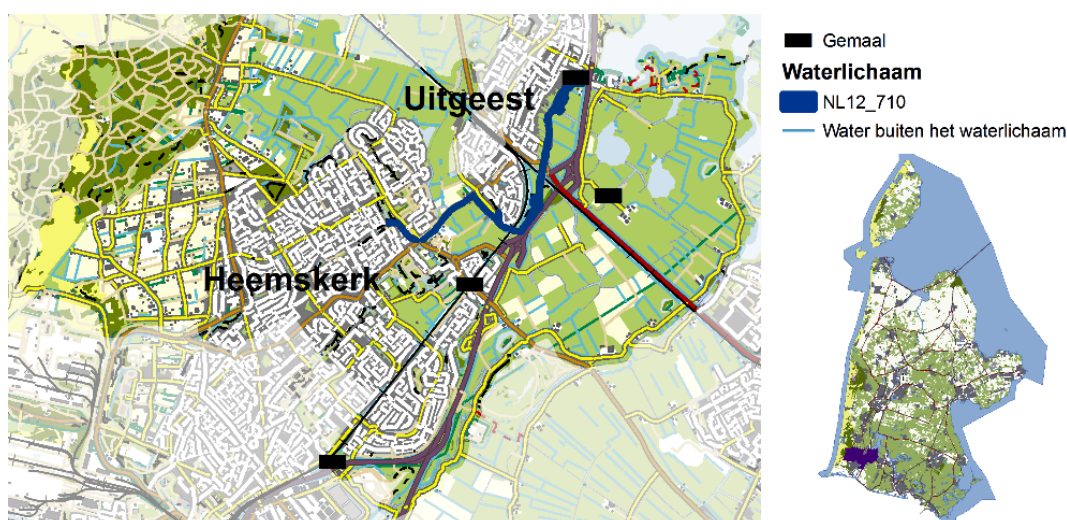 Uitgeest
Heemskerk
Gemaal
Waterlichaam
NL12_710
Water buiten het waterlichaam